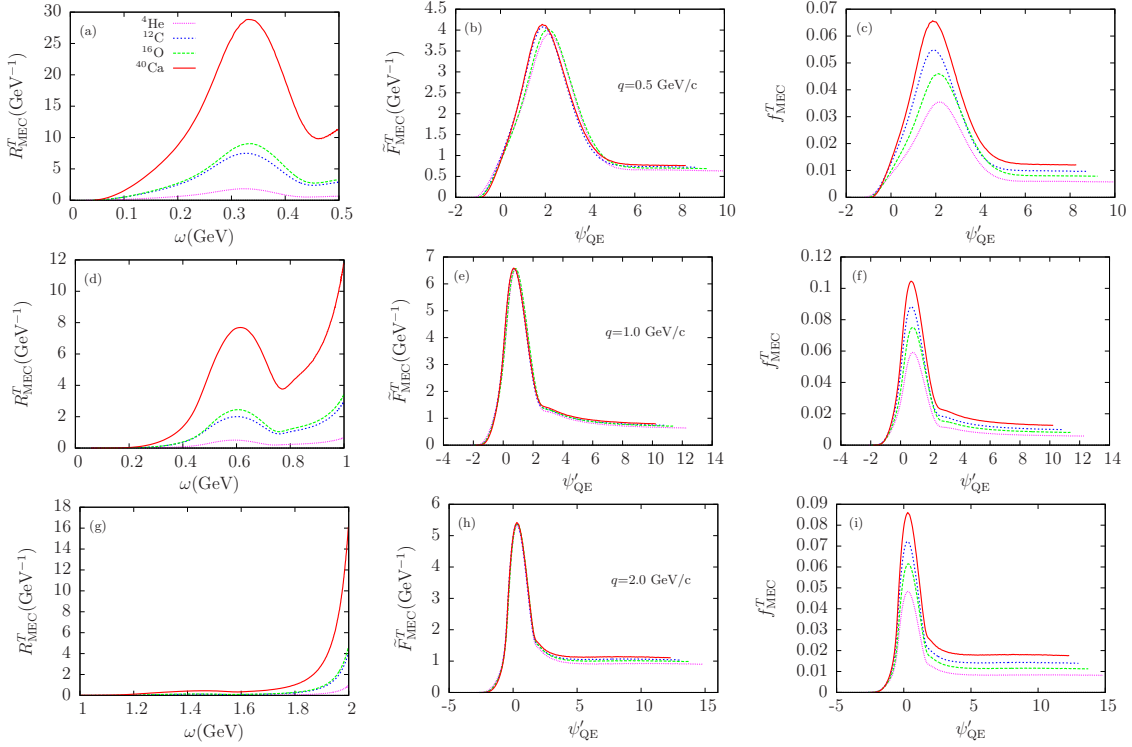 (a)
⁴He
¹²C
¹⁶O
⁴⁰Ca
R^T_MEC(GeV⁻¹)
30
25
20
15
10
5
0
0 0.1 0.2 0.3 0.4 0.5
ω(GeV)
(b)
q=0.5 GeV/c
F̃^T_MEC(GeV⁻¹)
4.5
4
3.5
3
2.5
2
1.5
1
0.5
0
-2 0 2 4 6 8 10
ψ′_QE
(c)
f^T_MEC
0.07
0.06
0.05
0.04
0.03
0.02
0.01
0
-2 0 2 4 6 8 10
ψ′_QE
(d)
R^T_MEC(GeV⁻¹)
12
10
8
6
4
2
0
0 0.2 0.4 0.6 0.8 1
ω(GeV)
(e)
q=1.0 GeV/c
F̃^T_MEC(GeV⁻¹)
7
6
5
4
3
2
1
0
-4 -2 0 2 4 6 8 10 12 14
ψ′_QE
(f)
f^T_MEC
0.12
0.1
0.08
0.06
0.04
0.02
0
-4 -2 0 2 4 6 8 10 12 14
ψ′_QE
(g)
R^T_MEC(GeV⁻¹)
18
16
14
12
10
8
6
4
2
0
1 1.2 1.4 1.6 1.8 2
ω(GeV)
(h)
q=2.0 GeV/c
F̃^T_MEC(GeV⁻¹)
6
5
4
3
2
1
0
-5 0 5 10 15
ψ′_QE
(i)
f^T_MEC
0.09
0.08
0.07
0.06
0.05
0.04
0.03
0.02
0.01
0
-5 0 5 10 15
ψ′_QE